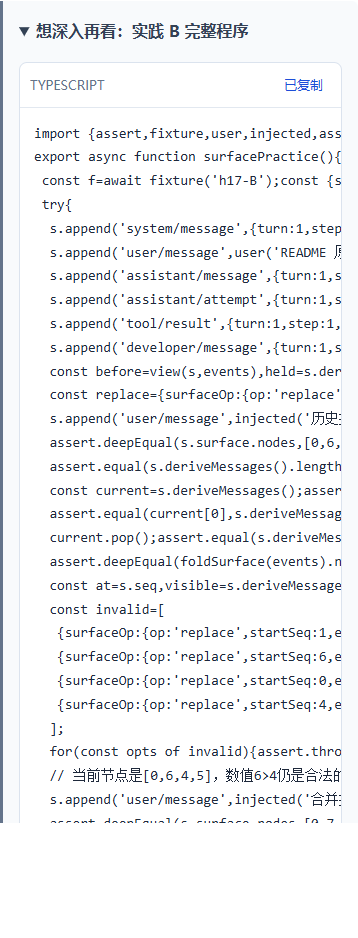 ▼ 想深入再看：实践 B 完整程序
TYPESCRIPT 已复制
import {assert,fixture,user,injected,ass
export async function surfacePractice(){
const f=await fixture('h17-B');const {s
try{
s.append('system/message',{turn:1,step
s.append('user/message',user('README
s.append('assistant/message',{turn:1,s
s.append('assistant/attempt',{turn:1,s
s.append('tool/result',{turn:1,step:1,
s.append('developer/message',{turn:1,s
const before=view(s,events),held=s.der
const replace={surfaceOp:{op:'replace'
s.append('user/message',injected('历史
assert.deepEqual(s.surface.nodes,[0,6,
assert.equal(s.deriveMessages().length
const current=s.deriveMessages();asser
assert.equal(current[0],s.deriveMessag
current.pop();assert.equal(s.deriveMes
assert.deepEqual(foldSurface(events).n
const at=s.seq,visible=s.deriveMessage
const invalid=[
{surfaceOp:{op:'replace',startSeq:1,e
{surfaceOp:{op:'replace',startSeq:6,e
{surfaceOp:{op:'replace',startSeq:0,e
{surfaceOp:{op:'replace',startSeq:4,e
];
for(const opts of invalid){assert.thro
// 当前节点是[0,6,4,5]，数值6>4仍是合法的
s.append('user/message',injected('合并
assert.deepEqual(s.surface.nodes,[0,7